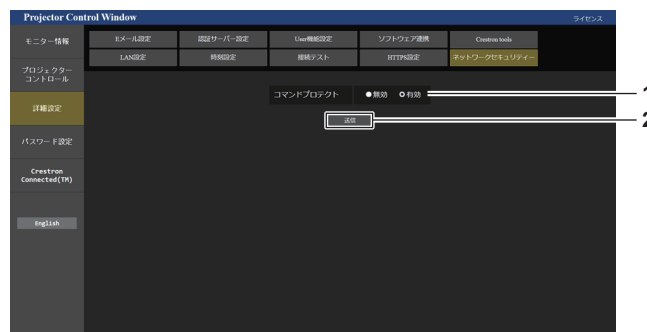 Projector Control Window
ライセンス
モニター情報
Eメール設定
認証サーバー設定
User機能設定
ソフトウェア連携
Crestron tools
LAN設定
時刻設定
接続テスト
HTTPS設定
ネットワークセキュリティー
プロジェクター
コントロール
コマンドプロテクト
無効
有効
1
詳細設定
送信
2
パスワード設定
Crestron
Connected(TM)
English